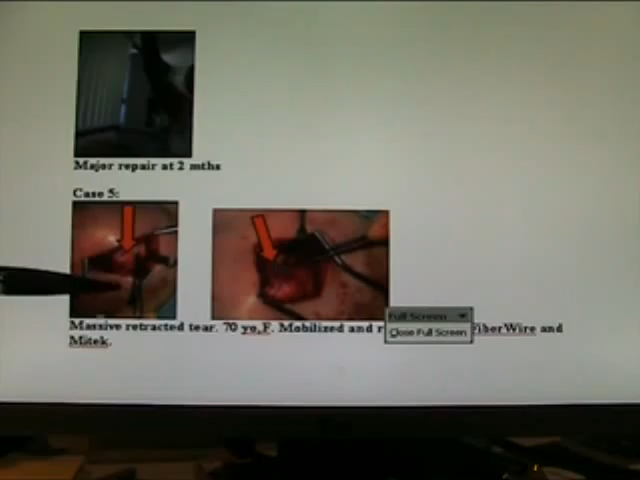 Major repair at 2 mths
Case 5:
Full Screen
Close Full Screen
Massive retracted tear. 70 yo,F. Mobilized and r FiberWire and
Mitek.